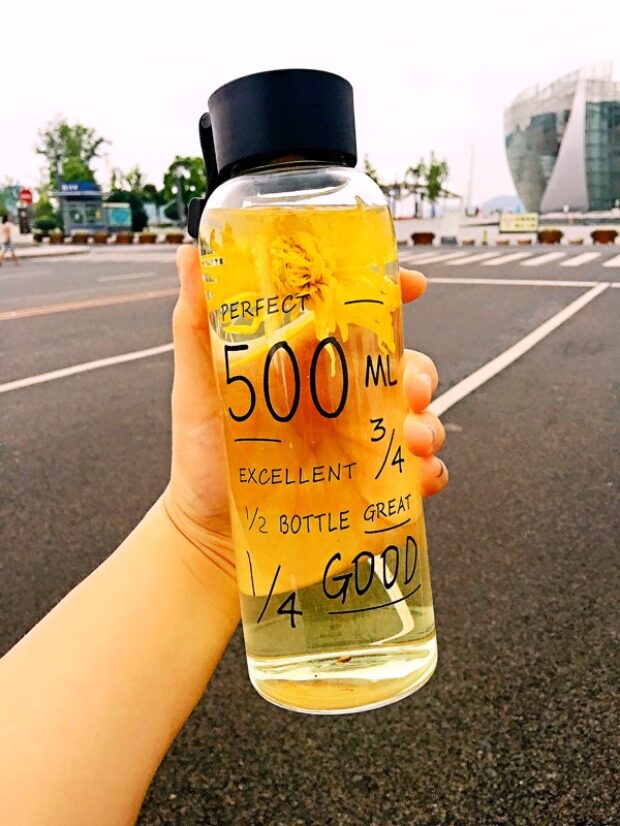 PERFECT
500 ML
EXCELLENT 3/4
1/2 BOTTLE GREAT
1/4 GOOD